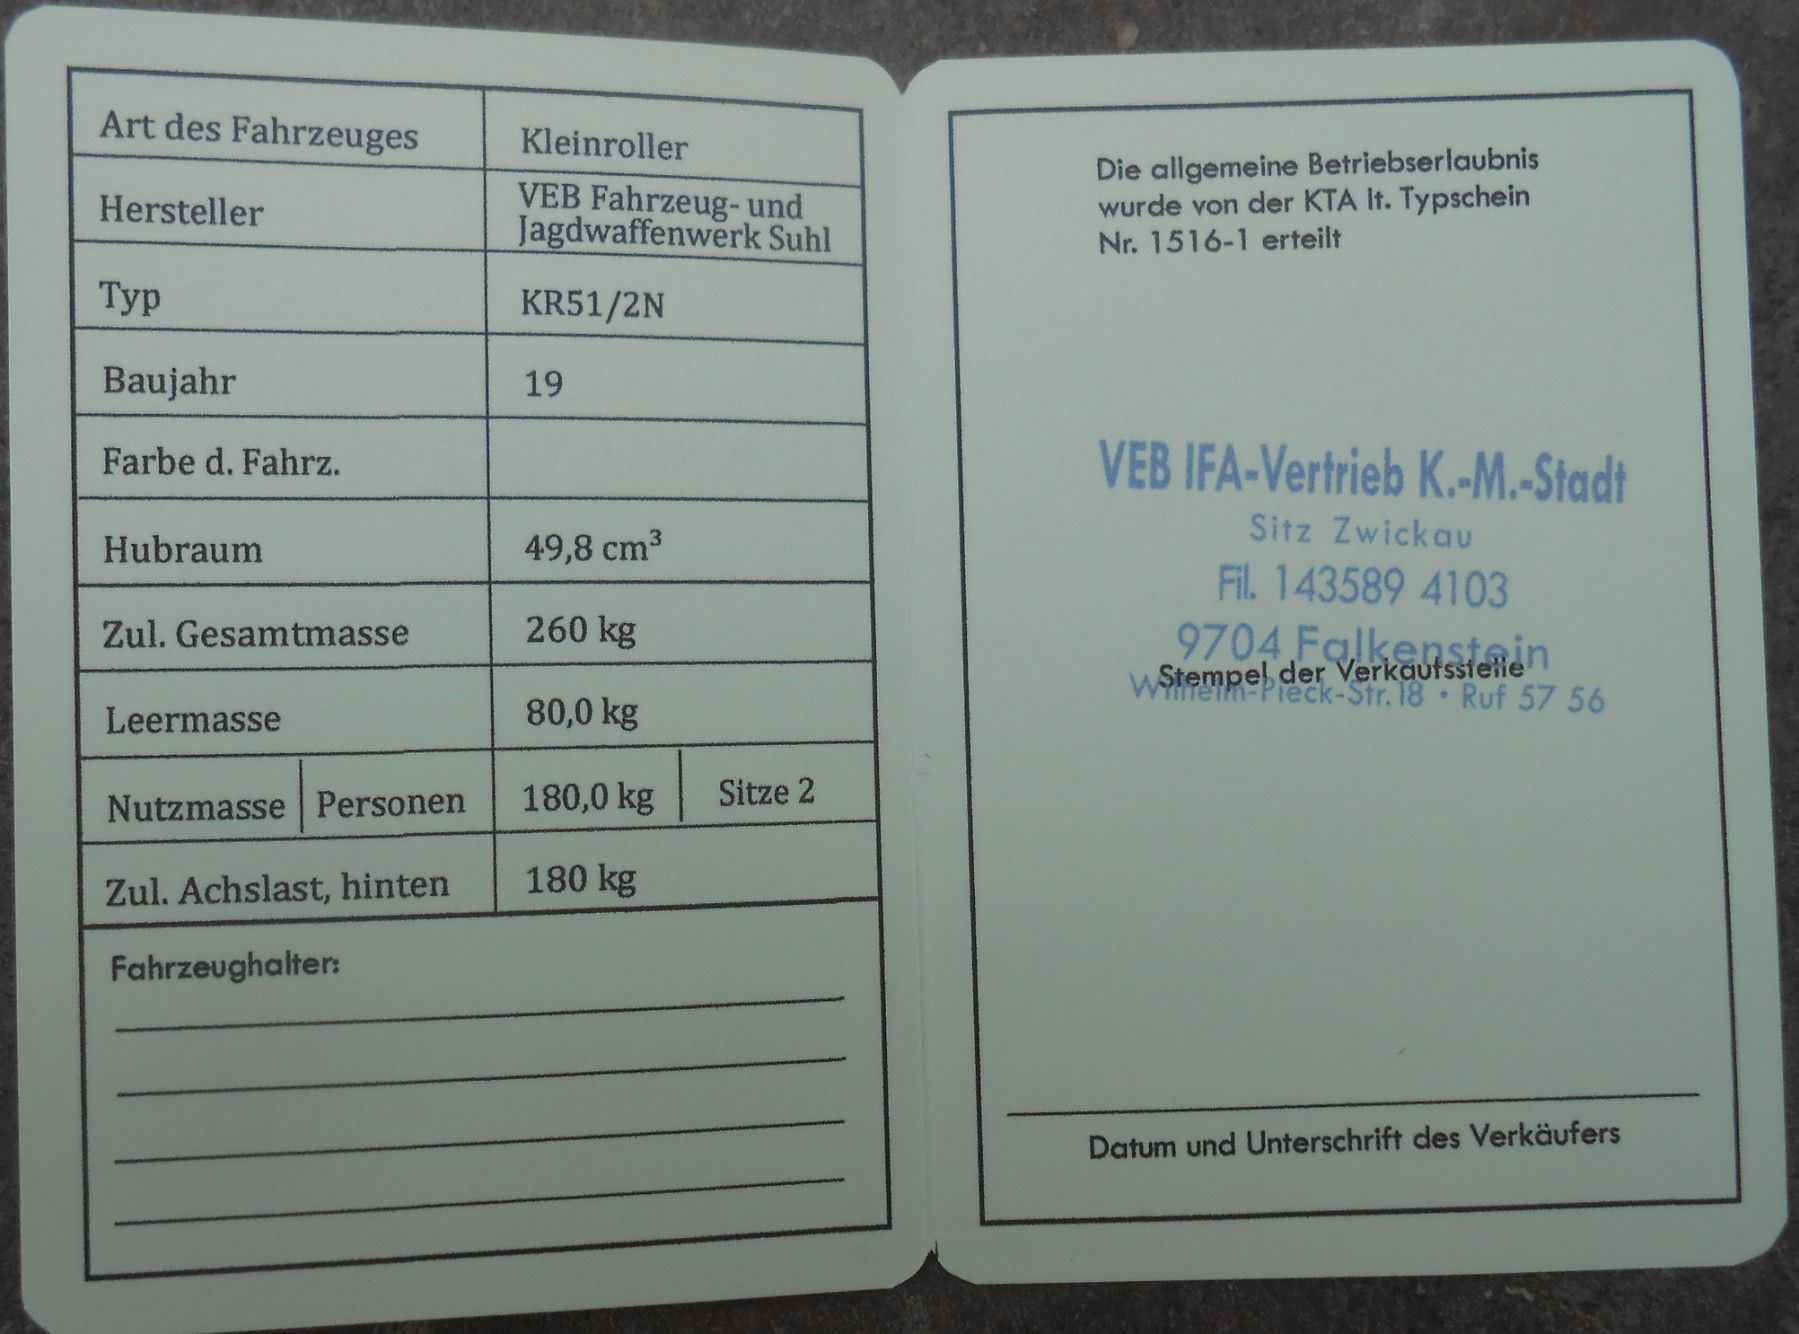 Art des Fahrzeuges Kleinroller
Hersteller VEB Fahrzeug- und
Jagdwaffenwerk Suhl
Typ KR51/2N
Baujahr 19
Farbe d. Fahrz.
Hubraum 49,8 cm³
Zul. Gesamtmasse 260 kg
Leermasse 80,0 kg
Nutzmasse Personen 180,0 kg Sitze 2
Zul. Achslast, hinten 180 kg
Fahrzeughalter:
Die allgemeine Betriebserlaubnis
wurde von der KTA lt. Typschein
Nr. 1516-1 erteilt
VEB IFA-Vertrieb K.-M.-Stadt
Sitz Zwickau
Fil. 143589 4103
9704 Falkenstein
Stempel der Verkaufsstelle
Wilhelm-Pieck-Str. 18 • Ruf 57 56
Datum und Unterschrift des Verkäufers